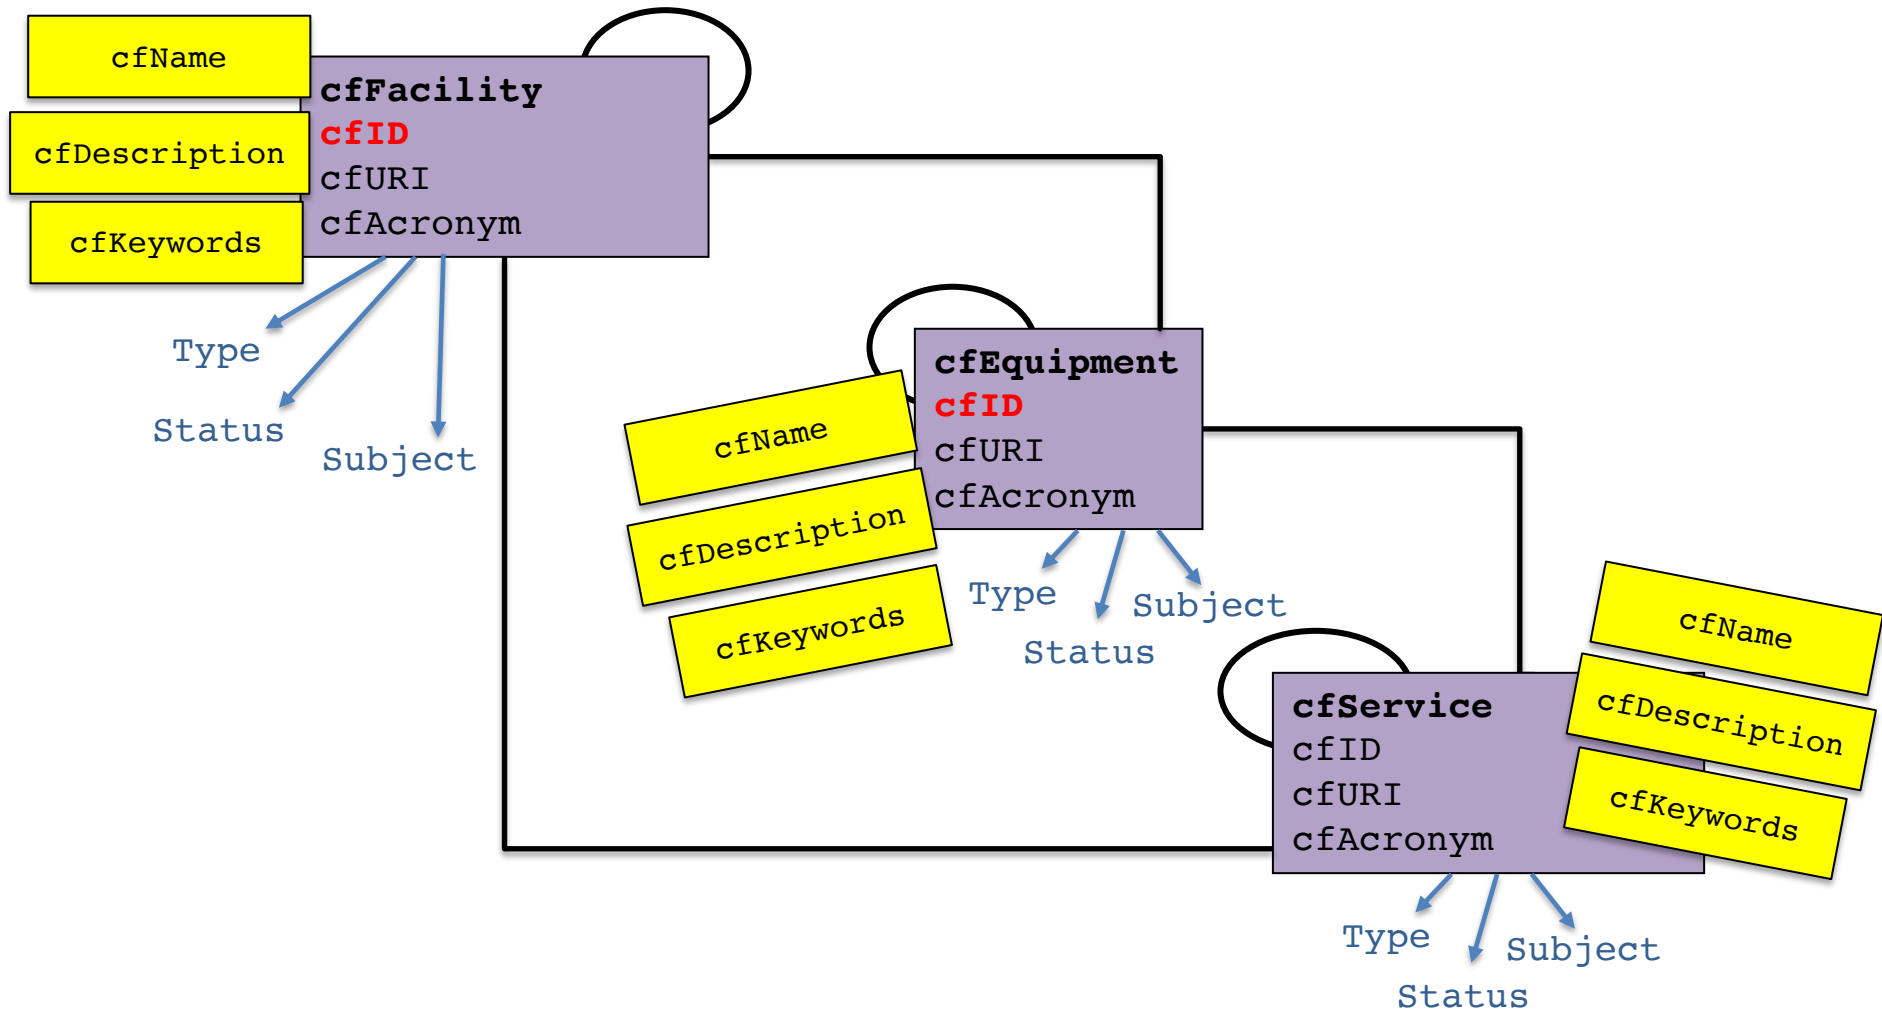 cfName
cfDescription
cfKeywords
cfFacility
cfID
cfURI
cfAcronym
Type
Status
Subject
cfName
cfDescription
cfKeywords
cfEquipment
cfID
cfURI
cfAcronym
Type
Status
Subject
cfService
cfID
cfURI
cfAcronym
cfName
cfDescription
cfKeywords
Type
Status
Subject